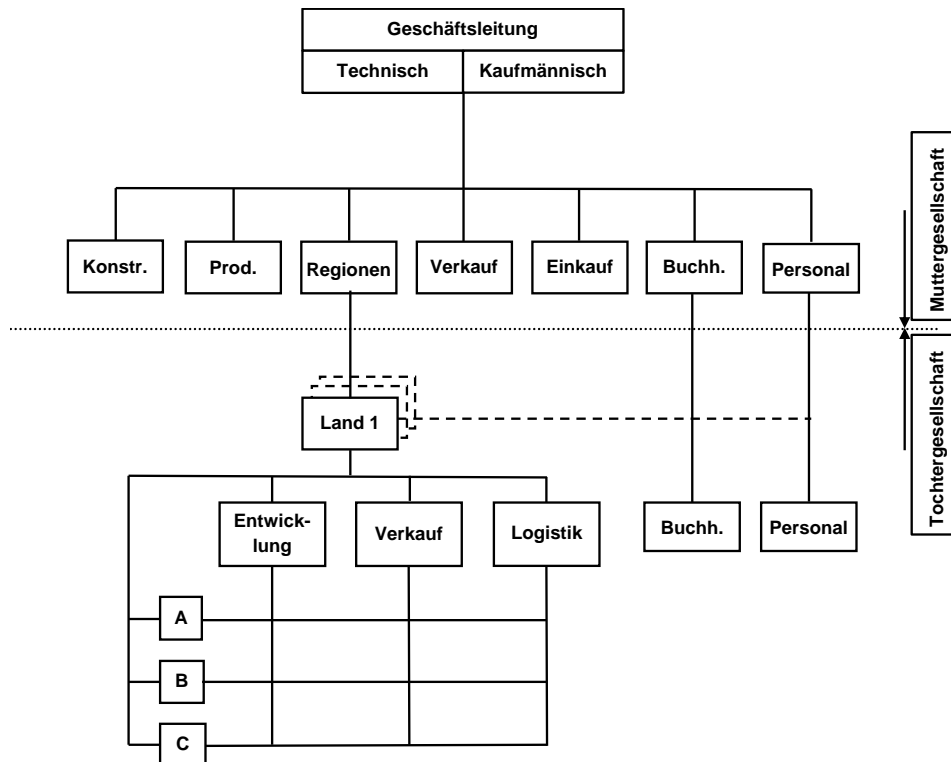 Geschäftsleitung
Technisch
Kaufmännisch
Muttergesellschaft
Konstr.
Prod.
Regionen
Verkauf
Einkauf
Buchh.
Personal
Tochtergesellschaft
Land 1
Entwick-
lung
Verkauf
Logistik
Buchh.
Personal
A
B
C